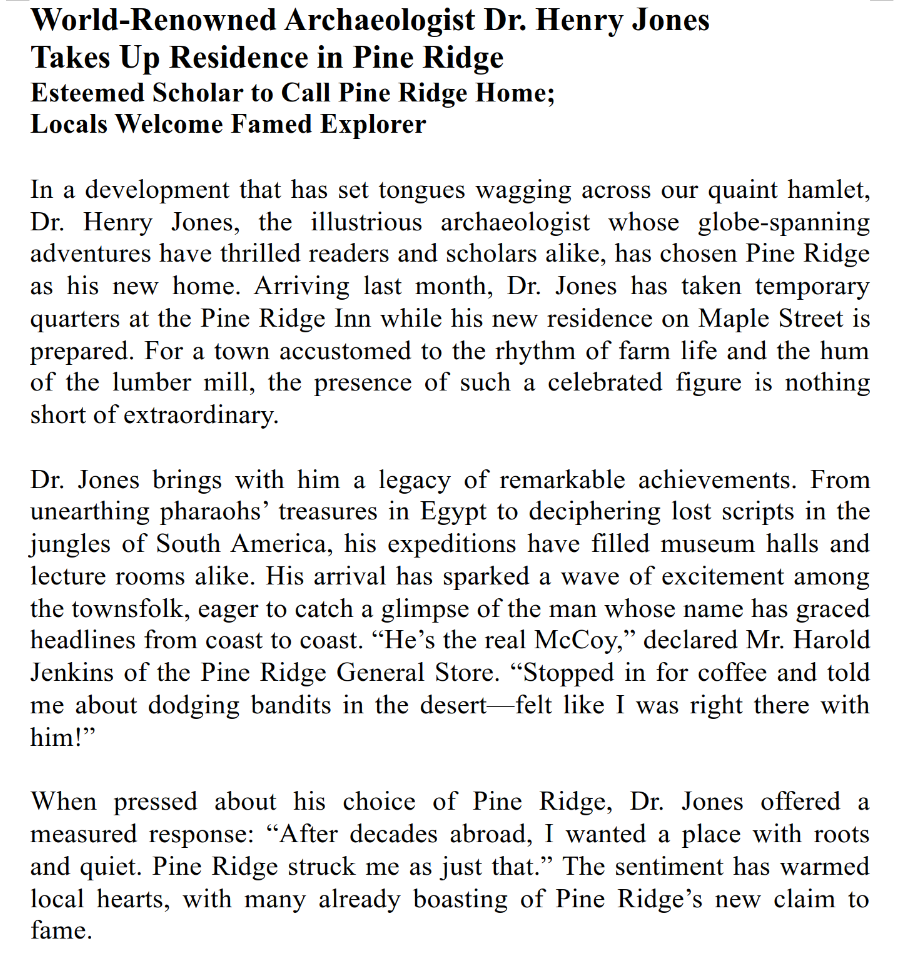 World-Renowned Archaeologist Dr. Henry Jones
Takes Up Residence in Pine Ridge
Esteemed Scholar to Call Pine Ridge Home;
Locals Welcome Famed Explorer
In a development that has set tongues wagging across our quaint hamlet,
Dr. Henry Jones, the illustrious archaeologist whose globe-spanning
adventures have thrilled readers and scholars alike, has chosen Pine Ridge
as his new home. Arriving last month, Dr. Jones has taken temporary
quarters at the Pine Ridge Inn while his new residence on Maple Street is
prepared. For a town accustomed to the rhythm of farm life and the hum
of the lumber mill, the presence of such a celebrated figure is nothing
short of extraordinary.
Dr. Jones brings with him a legacy of remarkable achievements. From
unearthing pharaohs’ treasures in Egypt to deciphering lost scripts in the
jungles of South America, his expeditions have filled museum halls and
lecture rooms alike. His arrival has sparked a wave of excitement among
the townsfolk, eager to catch a glimpse of the man whose name has graced
headlines from coast to coast. “He’s the real McCoy,” declared Mr. Harold
Jenkins of the Pine Ridge General Store. “Stopped in for coffee and told
me about dodging bandits in the desert—felt like I was right there with
him!”
When pressed about his choice of Pine Ridge, Dr. Jones offered a
measured response: “After decades abroad, I wanted a place with roots
and quiet. Pine Ridge struck me as just that.” The sentiment has warmed
local hearts, with many already boasting of Pine Ridge’s new claim to
fame.